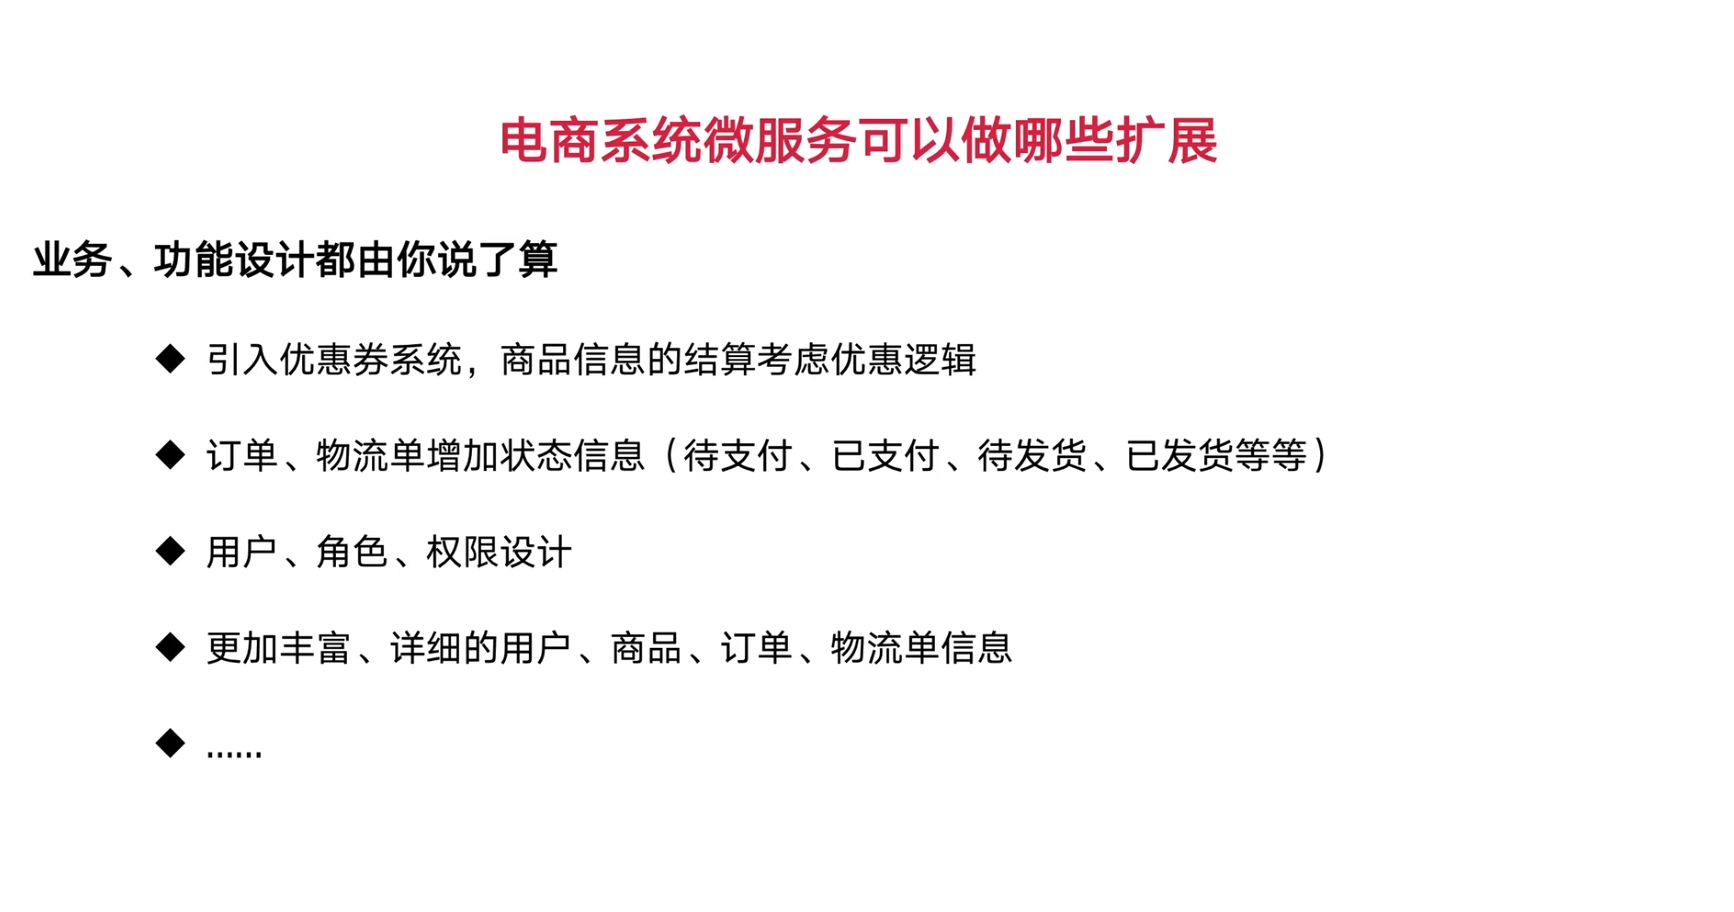 电商系统微服务可以做哪些扩展
业务、功能设计都由你说了算
◆ 引入优惠券系统，商品信息的结算考虑优惠逻辑
◆ 订单、物流单增加状态信息（待支付、已支付、待发货、已发货等等）
◆ 用户、角色、权限设计
◆ 更加丰富、详细的用户、商品、订单、物流单信息
◆ ……